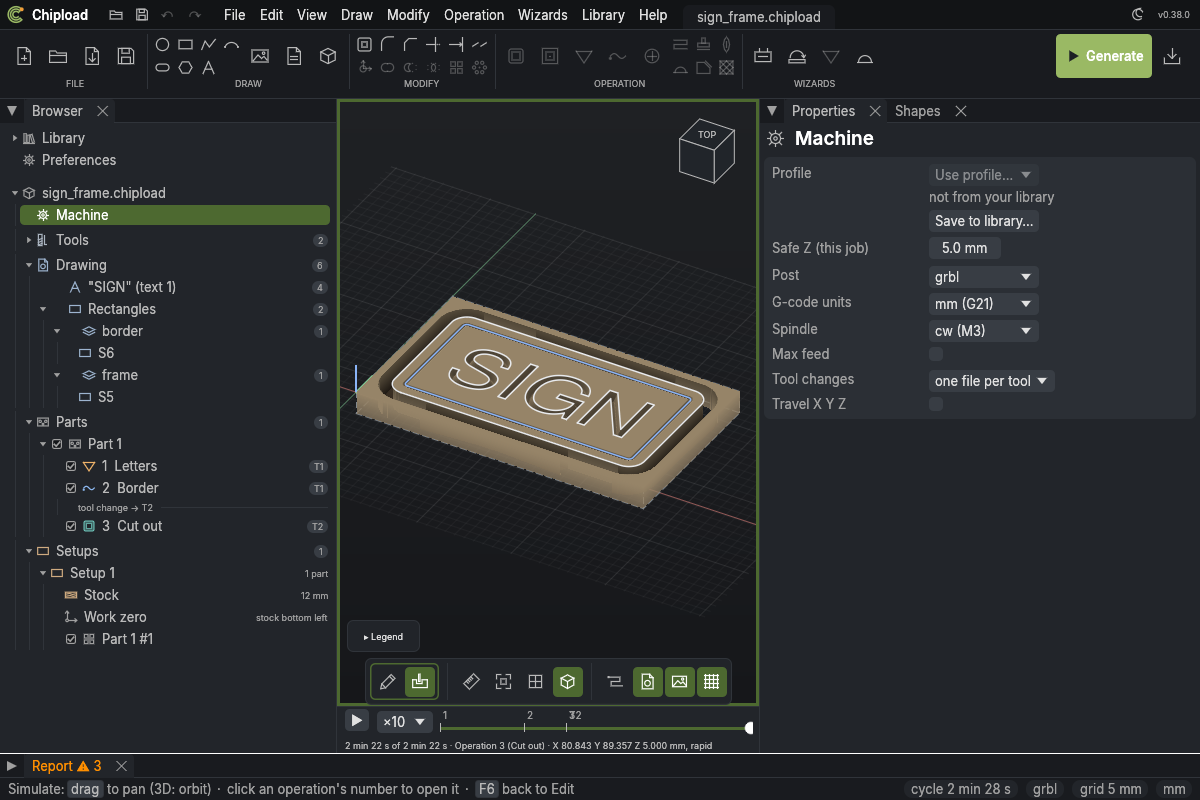 Chipload
File Edit View Draw Modify Operation Wizards Library Help
sign_frame.chipload
v0.38.0
FILE
DRAW
MODIFY
OPERATION
WIZARDS
Generate
Browser
Library
Preferences
sign_frame.chipload
Machine
Tools 2
Drawing 6
"SIGN" (text 1) 4
Rectangles 2
border 1
S6
frame 1
S5
Parts 1
Part 1
1 Letters T1
2 Border T1
tool change → T2
3 Cut out T2
Setups 1
Setup 1 1 part
Stock 12 mm
Work zero stock bottom left
Part 1 #1
TOP
SIGN
▸ Legend
×10
1 2
2 min 22 s of 2 min 22 s · Operation 3 (Cut out) · X 80.843 Y 89.357 Z 5.000 mm, rapid
Properties
Shapes
Machine
Profile Use profile...
not from your library
Save to library...
Safe Z (this job) 5.0 mm
Post grbl
G-code units mm (G21)
Spindle cw (M3)
Max feed
Tool changes one file per tool
Travel X Y Z
Report 3
Simulate: drag to pan (3D: orbit) · click an operation's number to open it · F6 back to Edit
cycle 2 min 28 s grbl grid 5 mm mm